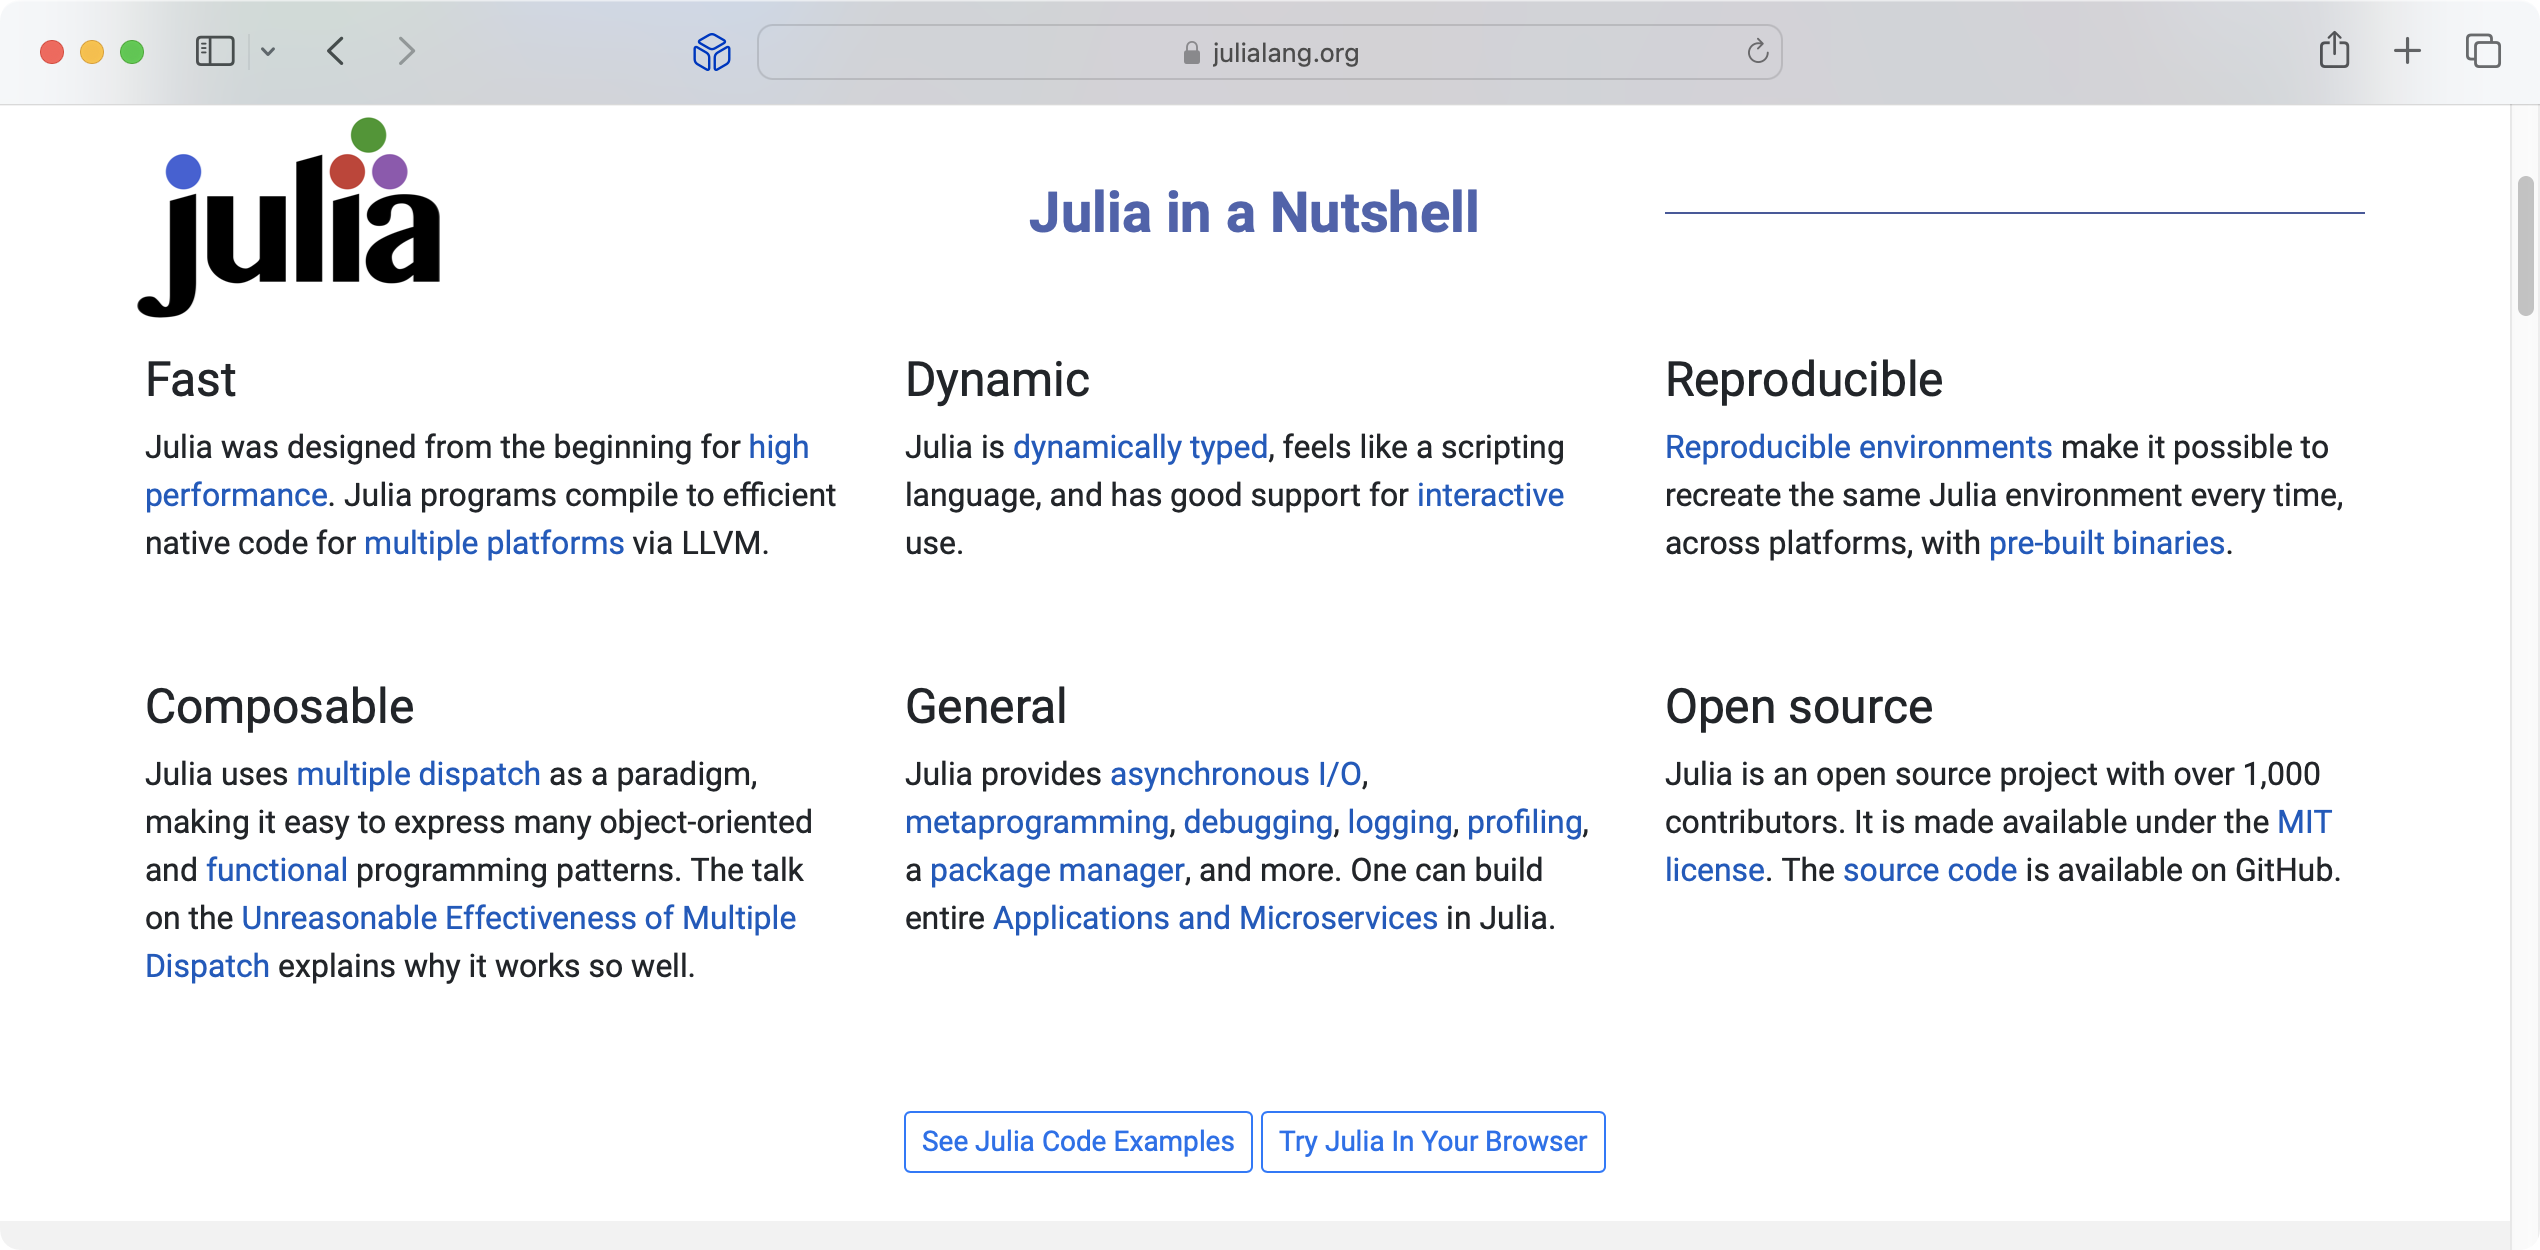 julialang.org
julia
Julia in a Nutshell
Fast
Julia was designed from the beginning for high
performance. Julia programs compile to efficient
native code for multiple platforms via LLVM.
Dynamic
Julia is dynamically typed, feels like a scripting
language, and has good support for interactive
use.
Reproducible
Reproducible environments make it possible to
recreate the same Julia environment every time,
across platforms, with pre-built binaries.
Composable
Julia uses multiple dispatch as a paradigm,
making it easy to express many object-oriented
and functional programming patterns. The talk
on the Unreasonable Effectiveness of Multiple
Dispatch explains why it works so well.
General
Julia provides asynchronous I/O,
metaprogramming, debugging, logging, profiling,
a package manager, and more. One can build
entire Applications and Microservices in Julia.
Open source
Julia is an open source project with over 1,000
contributors. It is made available under the MIT
license. The source code is available on GitHub.
See Julia Code Examples
Try Julia In Your Browser